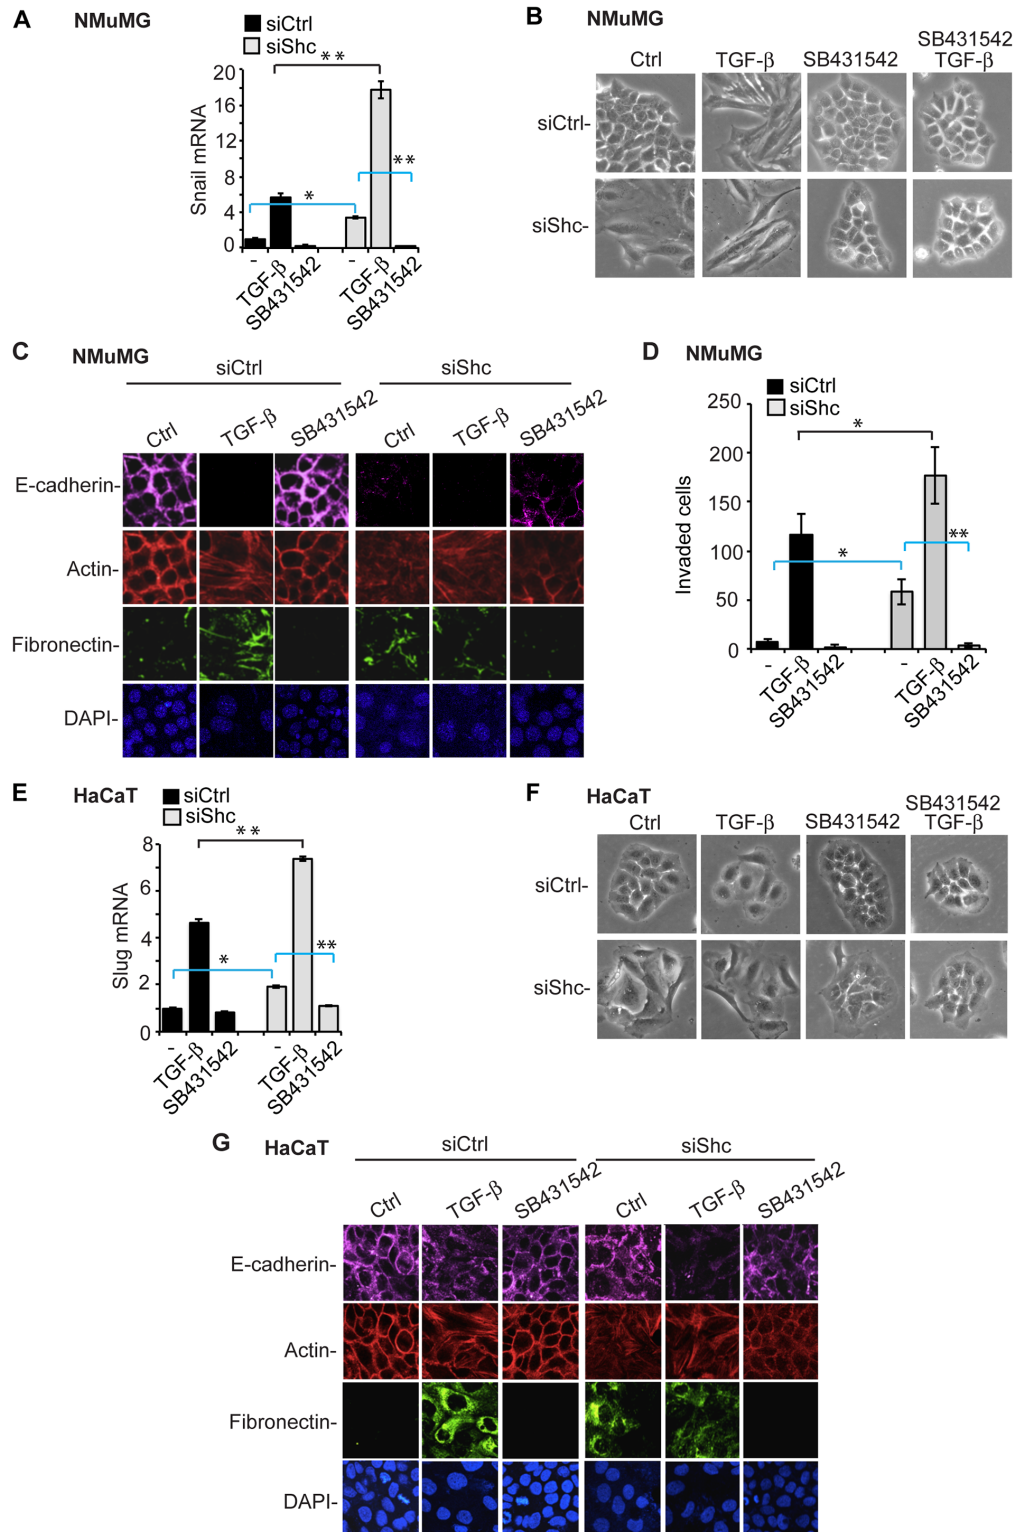 A NMuMG
siCtrl
siShc
**
20
16
12
8
4
0
Snail mRNA
*
**
-
TGF-β
SB431542
-
TGF-β
SB431542
B NMuMG
Ctrl TGF-β SB431542 SB431542
TGF-β
siCtrl-
siShc-
C NMuMG
siCtrl siShc
Ctrl TGF-β SB431542 Ctrl TGF-β SB431542
E-cadherin-
Actin-
Fibronectin-
DAPI-
D NMuMG
siCtrl
siShc
250
200
150
100
50
0
Invaded cells
*
*
**
-
TGF-β
SB431542
-
TGF-β
SB431542
E HaCaT
siCtrl
siShc
**
8
6
4
2
0
Slug mRNA
*
**
-
TGF-β
SB431542
-
TGF-β
SB431542
F HaCaT
Ctrl TGF-β SB431542 SB431542
TGF-β
siCtrl-
siShc-
G HaCaT
siCtrl siShc
Ctrl TGF-β SB431542 Ctrl TGF-β SB431542
E-cadherin-
Actin-
Fibronectin-
DAPI-